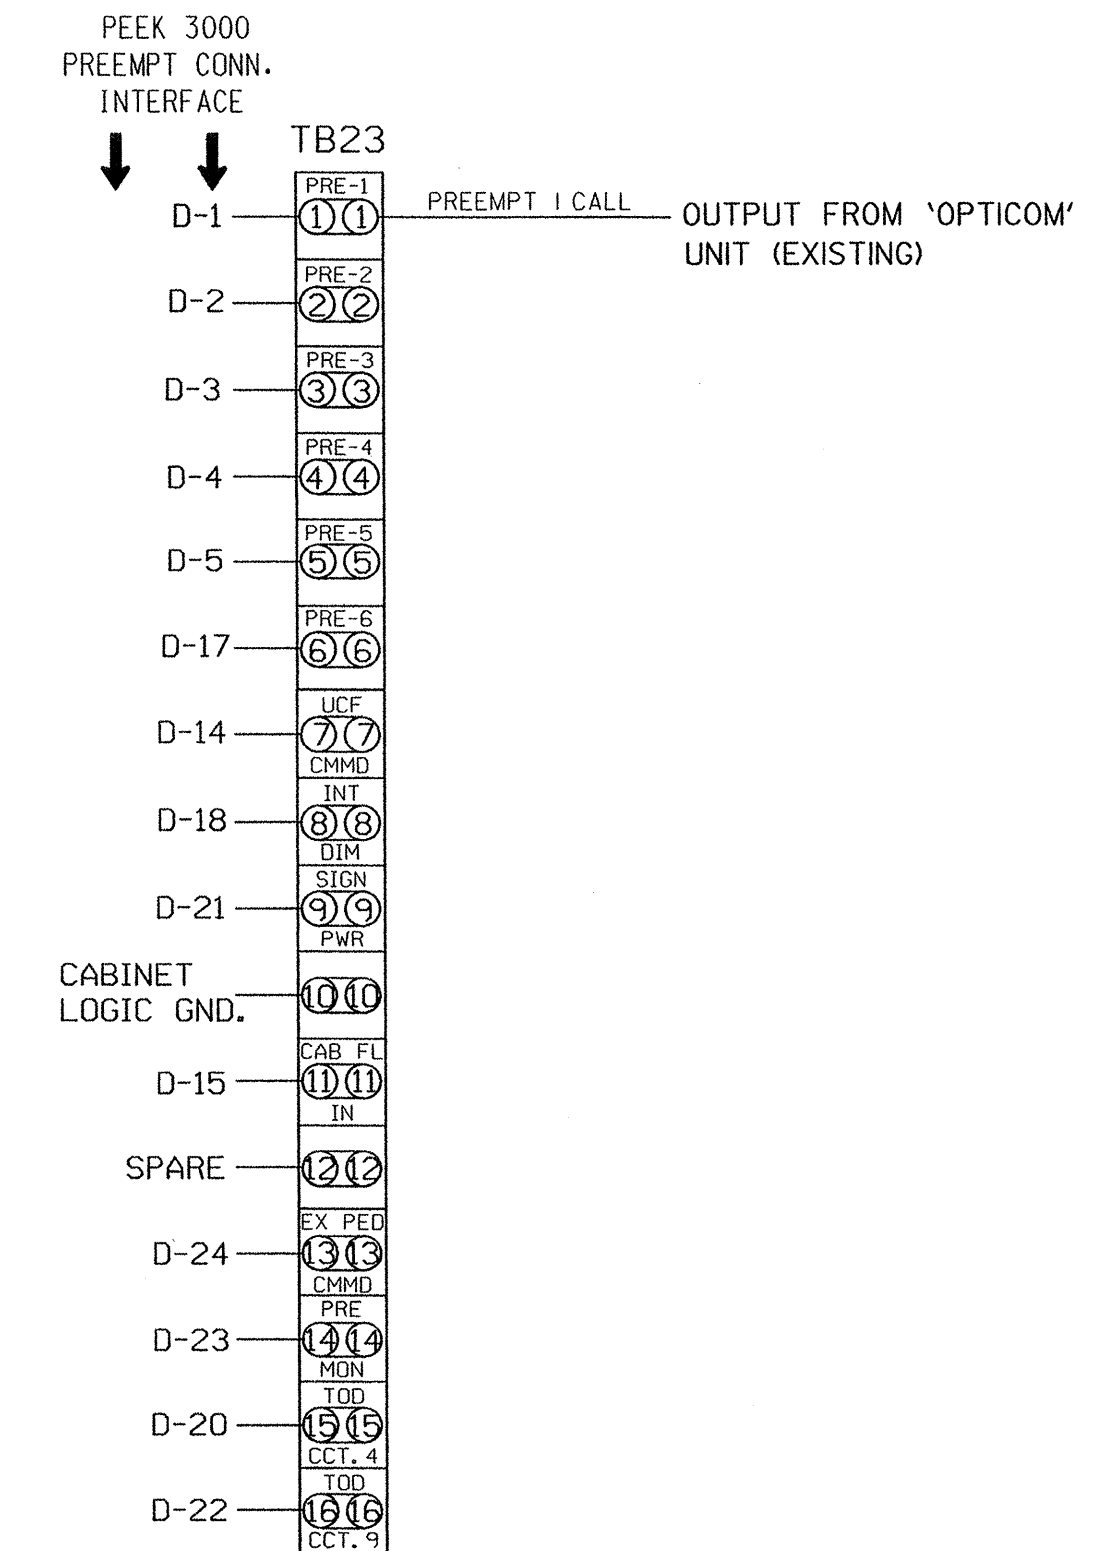 PEEK 3000
PREEMPT CONN.
INTERFACE
TB23
PRE-1
D-1 1 1 PREEMPT 1 CALL OUTPUT FROM 'OPTICOM'
UNIT (EXISTING)
PRE-2
D-2 2 2
PRE-3
D-3 3 3
PRE-4
D-4 4 4
PRE-5
D-5 5 5
PRE-6
D-17 6 6
UCF
D-14 7 7
CMMD
INT
D-18 8 8
DIM
SIGN
D-21 9 9
PWR
CABINET
LOGIC GND. 10 10
CAB FL
D-15 11 11
IN
SPARE 12 12
EX PED
D-24 13 13
CMMD
PRE
D-23 14 14
MON
TOD
D-20 15 15
CCT. 4
TOD
D-22 16 16
CCT. 9